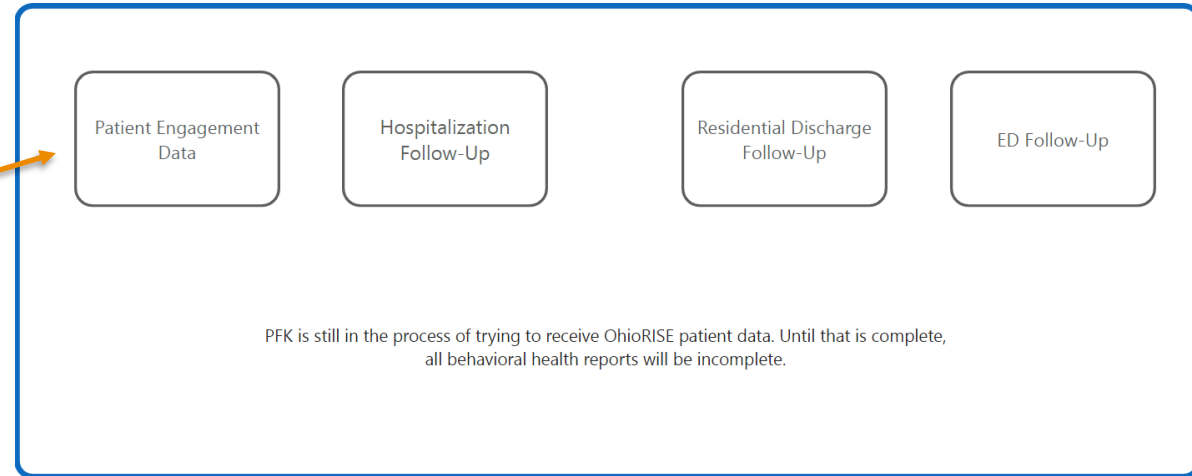 Patient Engagement
Data
Hospitalization
Follow-Up
Residential Discharge
Follow-Up
ED Follow-Up
PFK is still in the process of trying to receive OhioRISE patient data. Until that is complete,
all behavioral health reports will be incomplete.